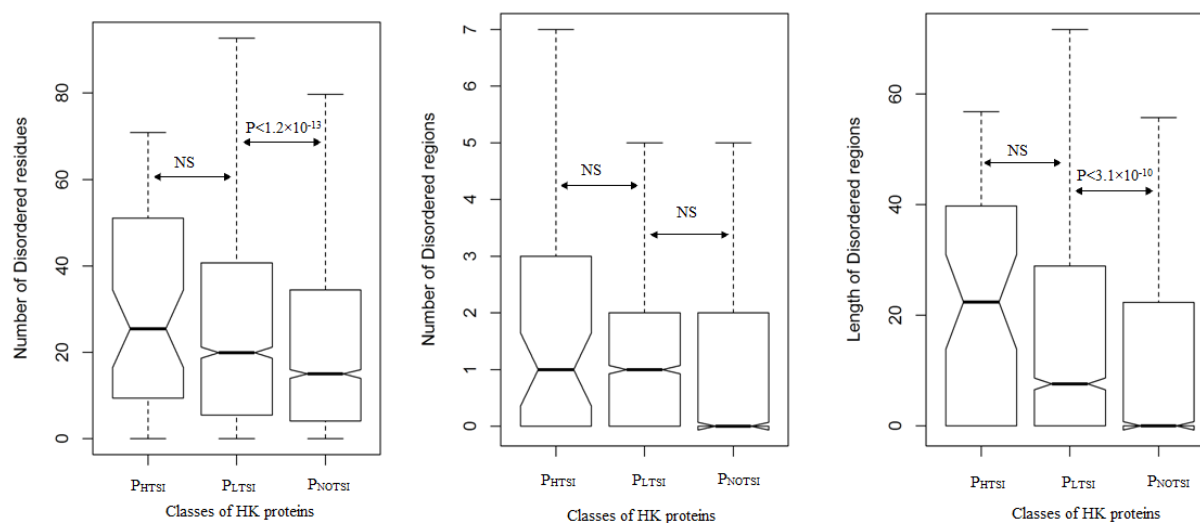 Number of Disordered residues
80
60
40
20
0
NS
P<1.2×10⁻¹³
PHTSI
PLTSI
PNOTSI
Classes of HK proteins
Number of Disordered regions
7
6
5
4
3
2
1
0
NS
NS
PHTSI
PLTSI
PNOTSI
Classes of HK proteins
Length of Disordered regions
60
40
20
0
NS
P<3.1×10⁻¹⁰
PHTSI
PLTSI
PNOTSI
Classes of HK proteins